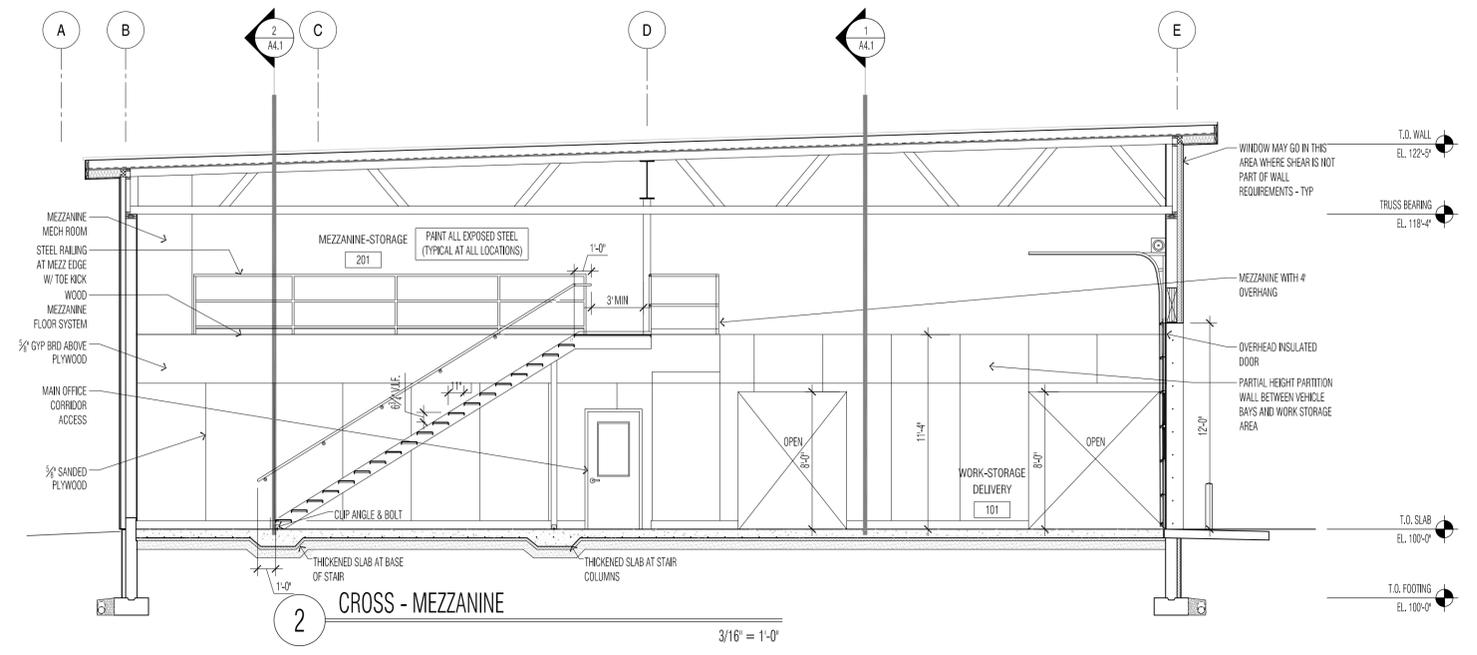 A
B
2
A4.1
C
D
1
A4.1
E
T.O. WALL
EL. 122'-5"
WINDOW MAY GO IN THIS
AREA WHERE SHEAR IS NOT
PART OF WALL
REQUIREMENTS - TYP
TRUSS BEARING
EL. 118'-4"
MEZZANINE
MECH ROOM
STEEL RAILING
AT MEZZ EDGE
W/ TOE KICK
WOOD
MEZZANINE
FLOOR SYSTEM
5/8" GYP BRD ABOVE
PLYWOOD
MAIN OFFICE
CORRIDOR
ACCESS
5/8" SANDED
PLYWOOD
MEZZANINE-STORAGE
201
PAINT ALL EXPOSED STEEL
(TYPICAL AT ALL LOCATIONS)
1'-0"
3' MIN
MEZZANINE WITH 4'
OVERHANG
OVERHEAD INSULATED
DOOR
PARTIAL HEIGHT PARTITION
WALL BETWEEN VEHICLE
BAYS AND WORK STORAGE
AREA
11"
11'-4"
12'-0"
OPEN
8'-0"
OPEN
8'-0"
WORK-STORAGE
DELIVERY
101
CLIP ANGLE & BOLT
THICKENED SLAB AT BASE
OF STAIR
THICKENED SLAB AT STAIR
COLUMNS
1'-0"
T.O. SLAB
EL. 100'-0"
T.O. FOOTING
EL. 100'-0"
2
CROSS - MEZZANINE
3/16" = 1'-0"